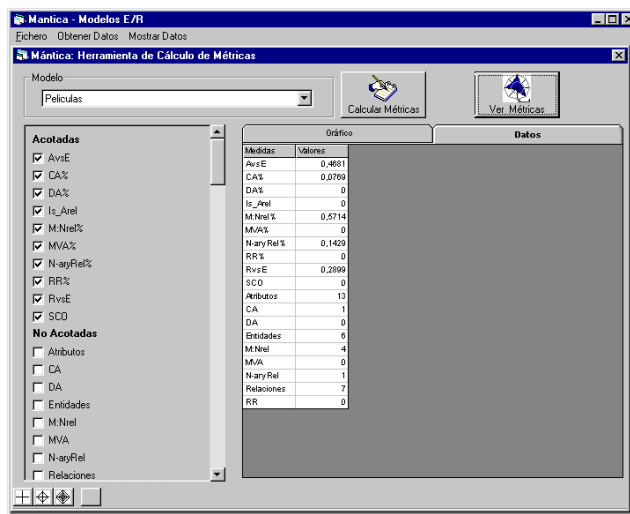 Mantica - Modelos E/R
Fichero Obtener Datos Mostrar Datos
Mántica: Herramienta de Cálculo de Métricas
Modelo
Peliculas
Calcular Métricas
Ver Métricas
Acotadas
AvsE
CA%
DA%
Is_Arel
M:Nrel%
MVA%
N-aryRel%
RR%
RvsE
SCO
No Acotadas
Atributos
CA
DA
Entidades
M:Nrel
MVA
N-aryRel
Relaciones
Gráfico Datos
Medidas Valores
AvsE 0,4681
CA% 0,0769
DA% 0
Is_Arel 0
M:Nrel% 0,5714
MVA% 0
N-ary Rel% 0,1429
RR% 0
RvsE 0,2899
SCO 0
Atributos 13
CA 1
DA 0
Entidades 6
M:Nrel 4
MVA 0
N-ary Rel 1
Relaciones 7
RR 0